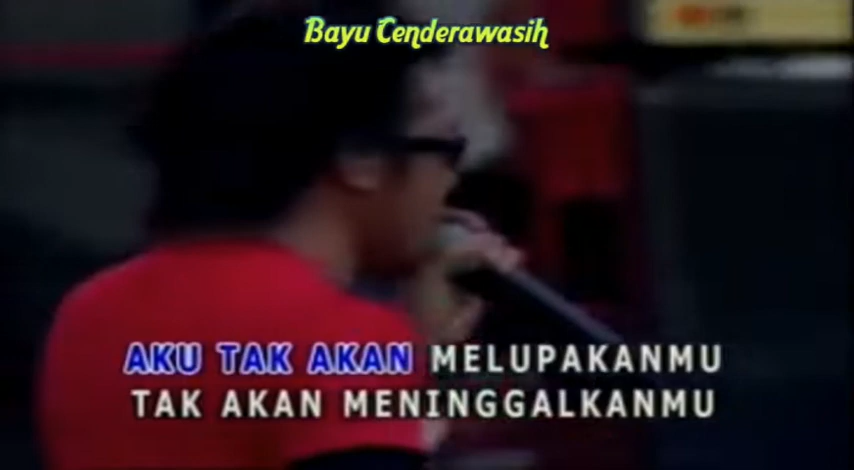 Bayu Cenderawasih
AKU TAK AKAN MELUPAKANMU
TAK AKAN MENINGGALKANMU